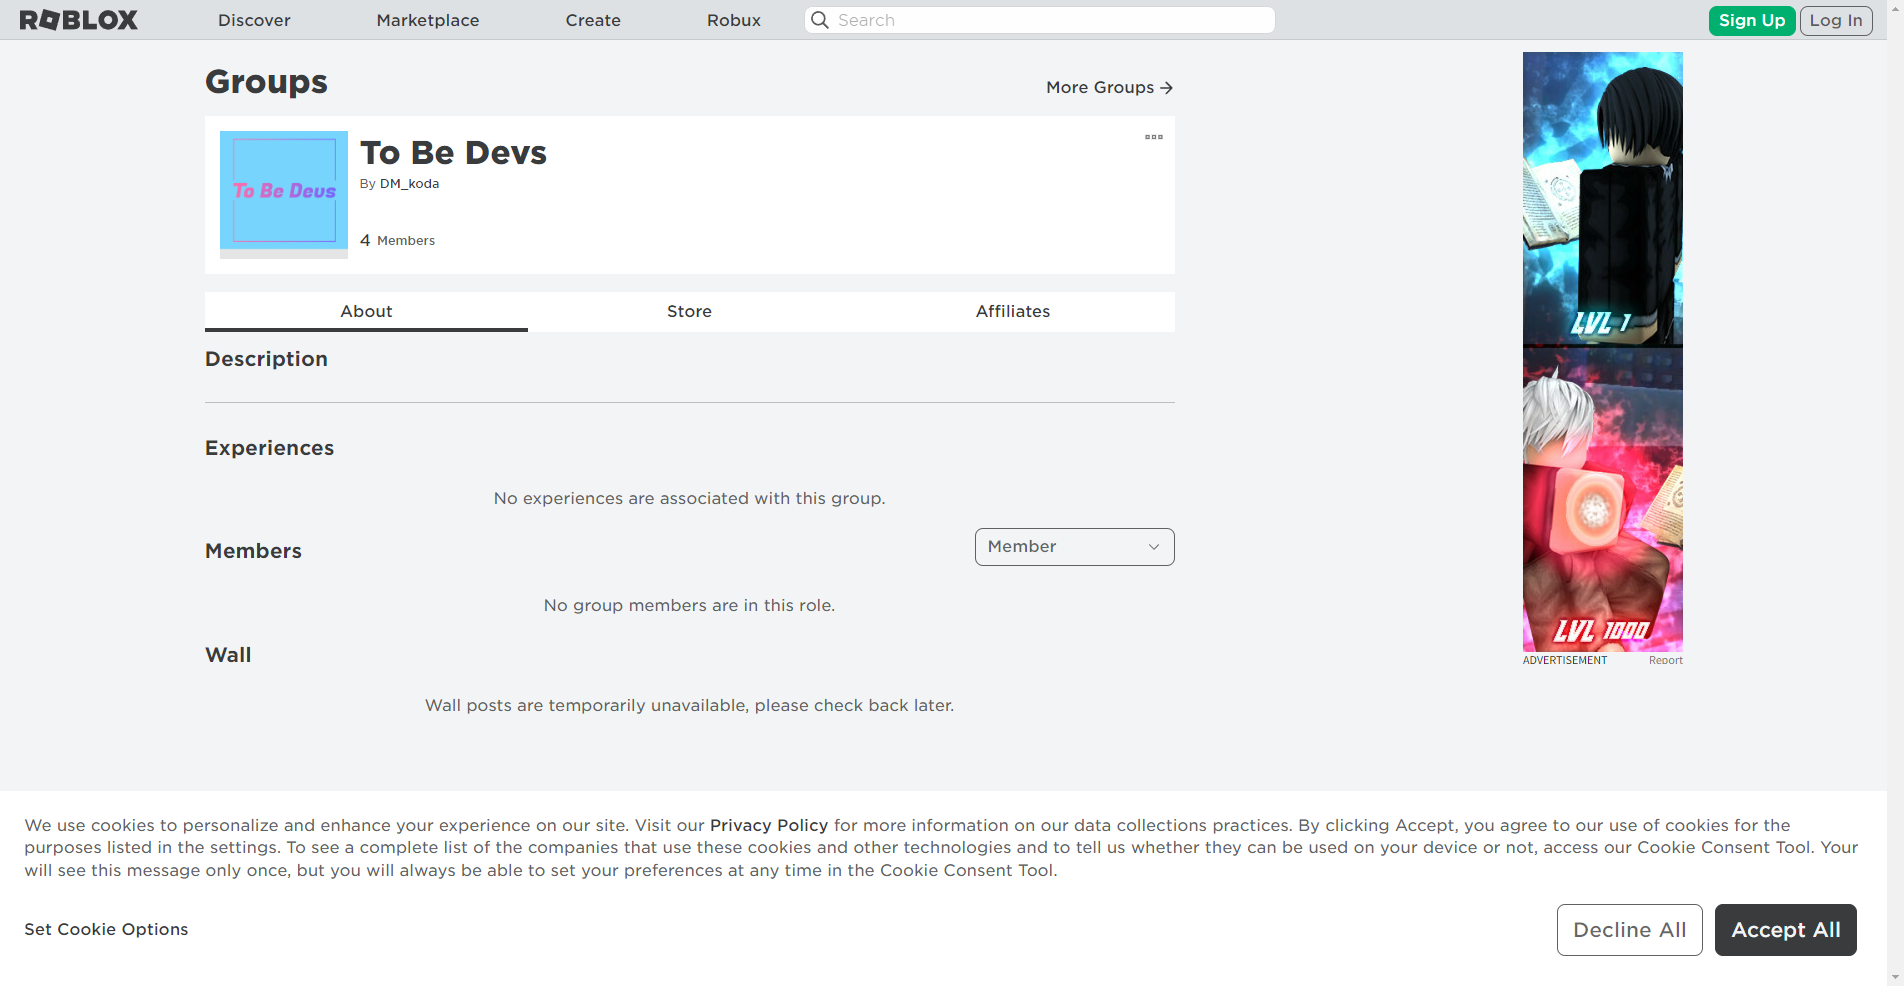 ROBLOX
Discover
Marketplace
Create
Robux
Search
Sign Up
Log In
Groups
More Groups →
To Be Devs
To Be Devs
By DM_koda
4 Members
About
Store
Affiliates
Description
Experiences
No experiences are associated with this group.
Members
Member
No group members are in this role.
Wall
Wall posts are temporarily unavailable, please check back later.
LVL 1
LVL 1000
ADVERTISEMENT
Report
We use cookies to personalize and enhance your experience on our site. Visit our Privacy Policy for more information on our data collections practices. By clicking Accept, you agree to our use of cookies for the
purposes listed in the settings. To see a complete list of the companies that use these cookies and other technologies and to tell us whether they can be used on your device or not, access our Cookie Consent Tool. Your
will see this message only once, but you will always be able to set your preferences at any time in the Cookie Consent Tool.
Set Cookie Options
Decline All
Accept All